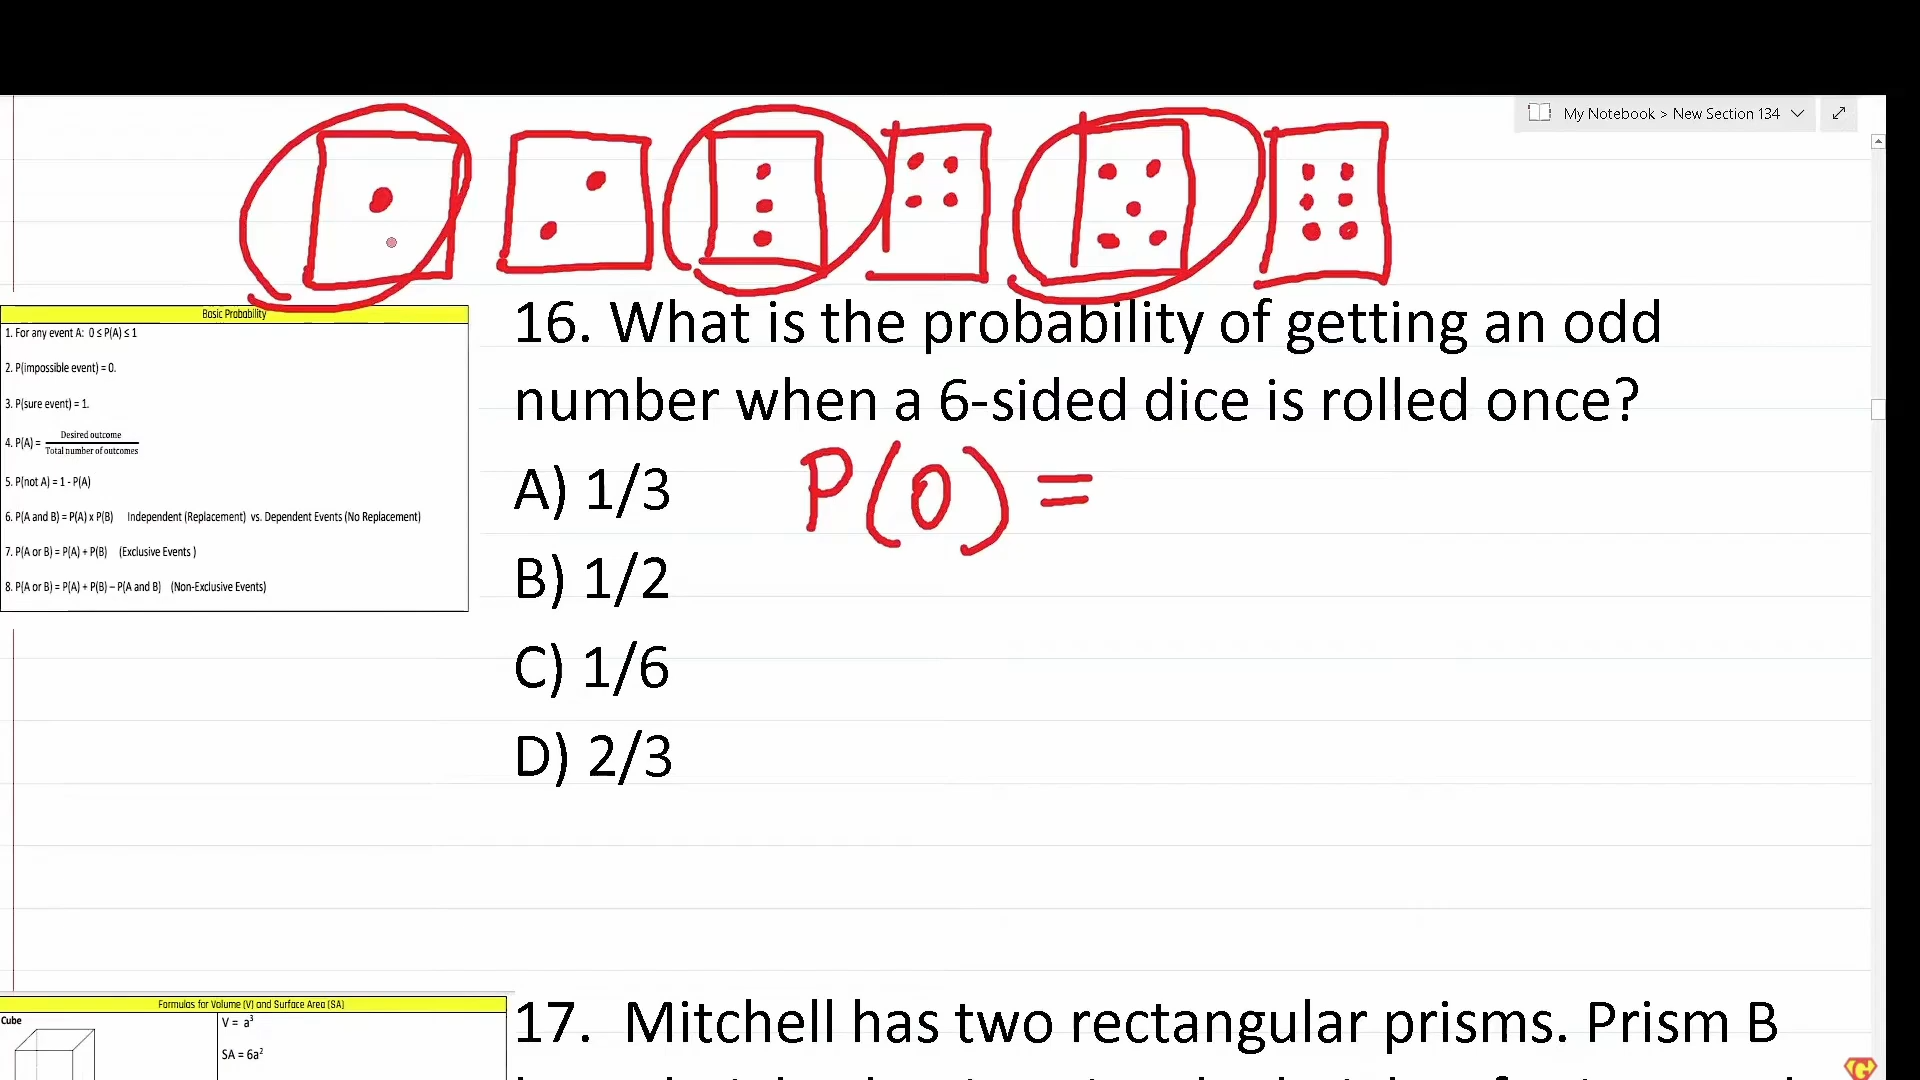 My Notebook > New Section 134
Basic Probability
1. For any event A: 0 ≤ P(A) ≤ 1
2. P(impossible event) = 0.
3. P(sure event) = 1.
4. P(A) = Desired outcome
Total number of outcomes
5. P(not A) = 1 - P(A)
6. P(A and B) = P(A) x P(B) Independent (Replacement) vs. Dependent Events (No Replacement)
7. P(A or B) = P(A) + P(B) (Exclusive Events )
8. P(A or B) = P(A) + P(B) – P(A and B) (Non-Exclusive Events)
16. What is the probability of getting an odd
number when a 6-sided dice is rolled once?
A) 1/3
P(O) =
B) 1/2
C) 1/6
D) 2/3
Formulas for Volume (V) and Surface Area (SA)
Cube
V = a³
SA = 6a²
17. Mitchell has two rectangular prisms. Prism B
G